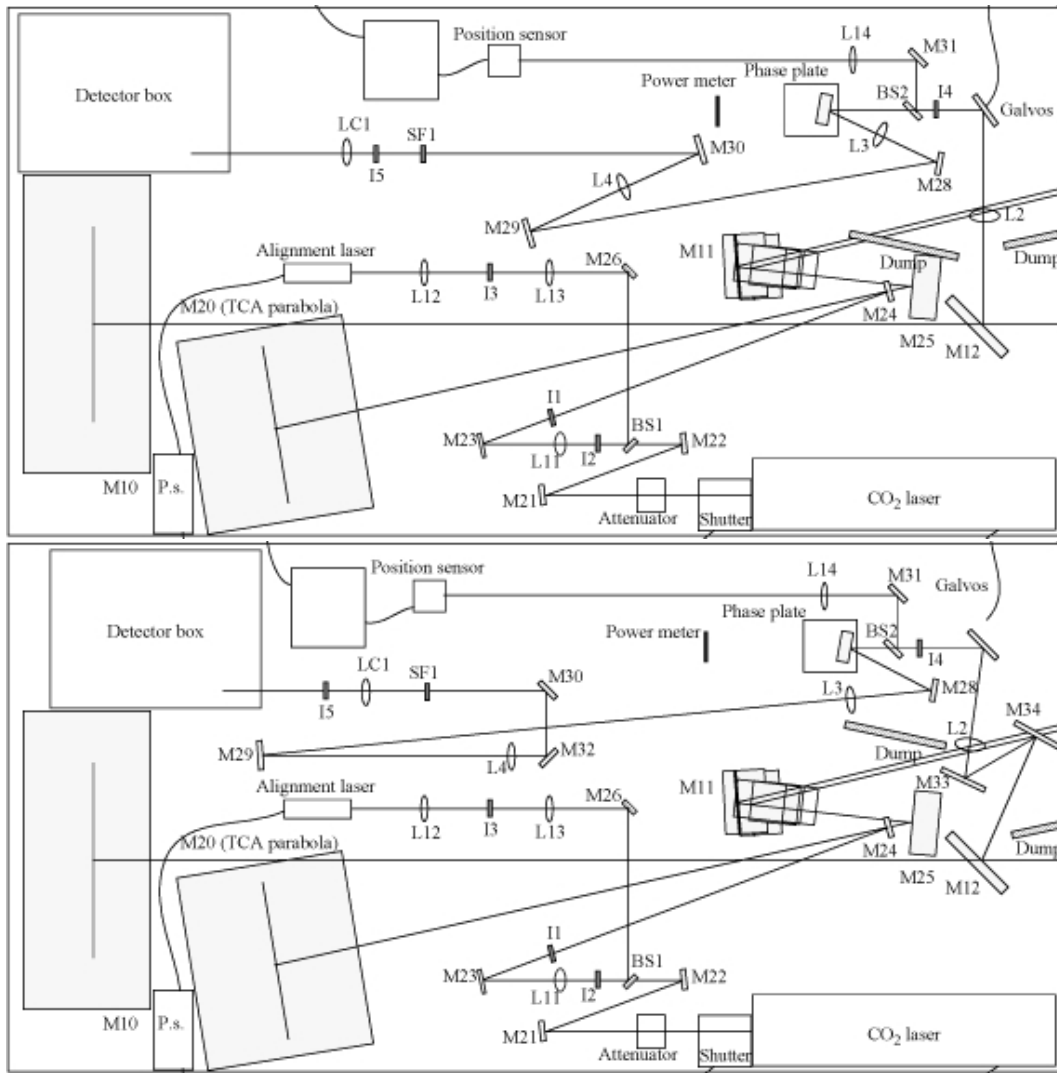 Position sensor
L14
M31
Power meter
Phase plate
BS2
I4
Detector box
Galvos
LC1
SF1
L3
M30
I5
L4
M28
M29
L2
Alignment laser
M26
M11
Dump
Dump
L12
I3
L13
M24
M20 (TCA parabola)
M25
M12
I1
BS1
M23
M22
L11
I2
M10
P.s.
M21
CO2 laser
Attenuator
Shutter
Position sensor
L14
M31
Galvos
Phase plate
BS2
Detector box
Power meter
I4
LC1
SF1
M30
I5
L3
M28
M34
M29
L4
M32
Dump
L2
Alignment laser
M26
M11
M33
L12
I3
L13
M24
Dump
M20 (TCA parabola)
M25
M12
I1
BS1
M23
M22
L11
I2
M10
P.s.
M21
CO2 laser
Attenuator
Shutter